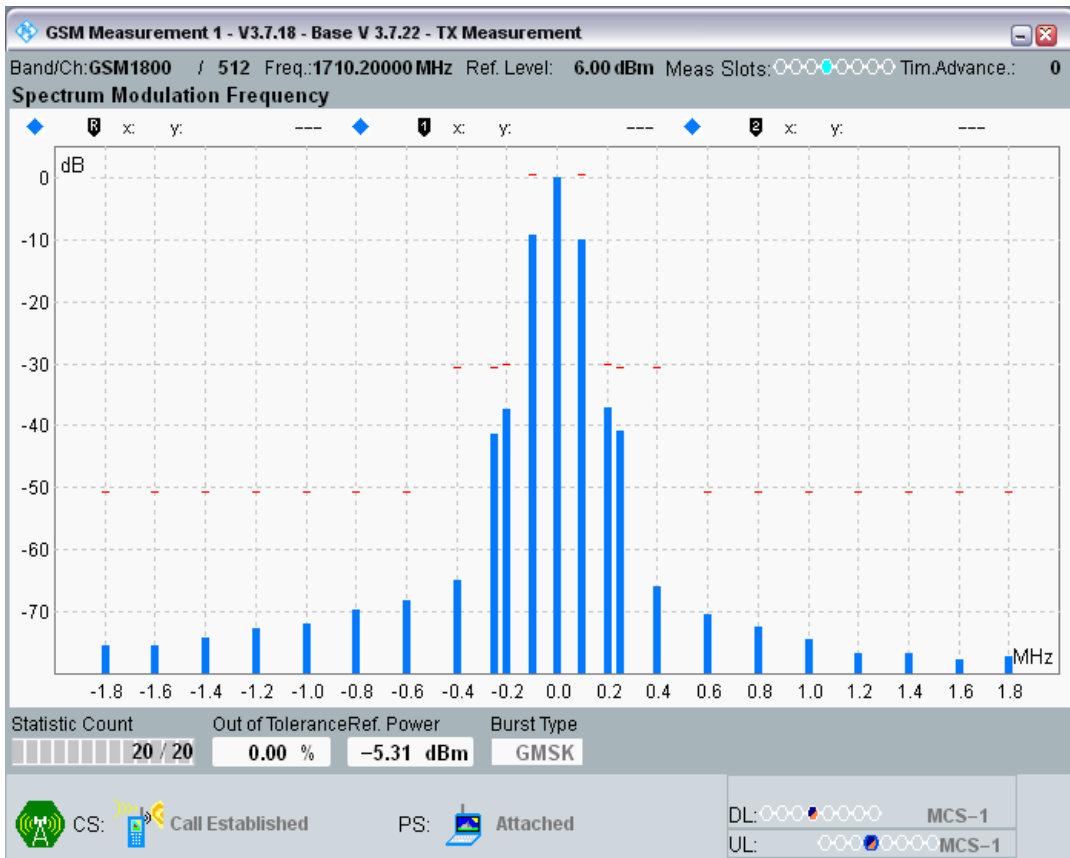 GSM Measurement 1 - V3.7.18 - Base V 3.7.22 - TX Measurement
Band/Ch:GSM1800 / 512 Freq.:1710.20000 MHz Ref. Level: 6.00 dBm Meas Slots: Tim.Advance.: 0
Spectrum Modulation Frequency
R x: y: --- 1 x: y: --- 2 x: y: ---
dB
0
-10
-20
-30
-40
-50
-60
-70
MHz
-1.8 -1.6 -1.4 -1.2 -1.0 -0.8 -0.6 -0.4 -0.2 0.0 0.2 0.4 0.6 0.8 1.0 1.2 1.4 1.6 1.8
Statistic Count Out of Tolerance Ref. Power Burst Type
20 / 20 0.00 % −5.31 dBm GMSK
CS: Call Established PS: Attached
DL: MCS−1
UL: MCS−1